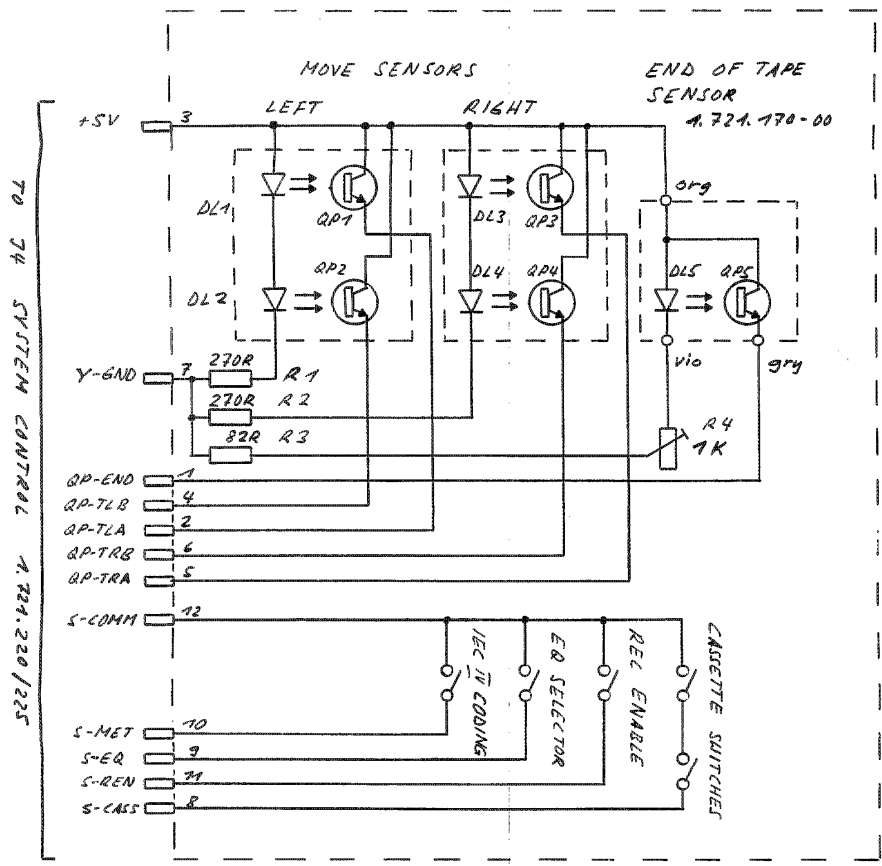 MOVE SENSORS
END OF TAPE
SENSOR
1.721.170-00
LEFT
RIGHT
+5V 3
org
DL1
QP1
DL3
QP3
DL2
QP2
DL4
QP4
DL5
QP5
vio
gry
Y-GND 7
270R R1
270R R2
82R R3
R4
1K
QP-END 1
QP-TLB 4
QP-TLA 2
QP-TRB 6
QP-TRA 5
S-COMM 12
IEC IV CODING
EQ SELECTOR
REC ENABLE
CASSETTE SWITCHES
S-MET 10
S-EQ 9
S-REN 11
S-CASS 8
TO J4 SYSTEM CONTROL 1.721.220/225